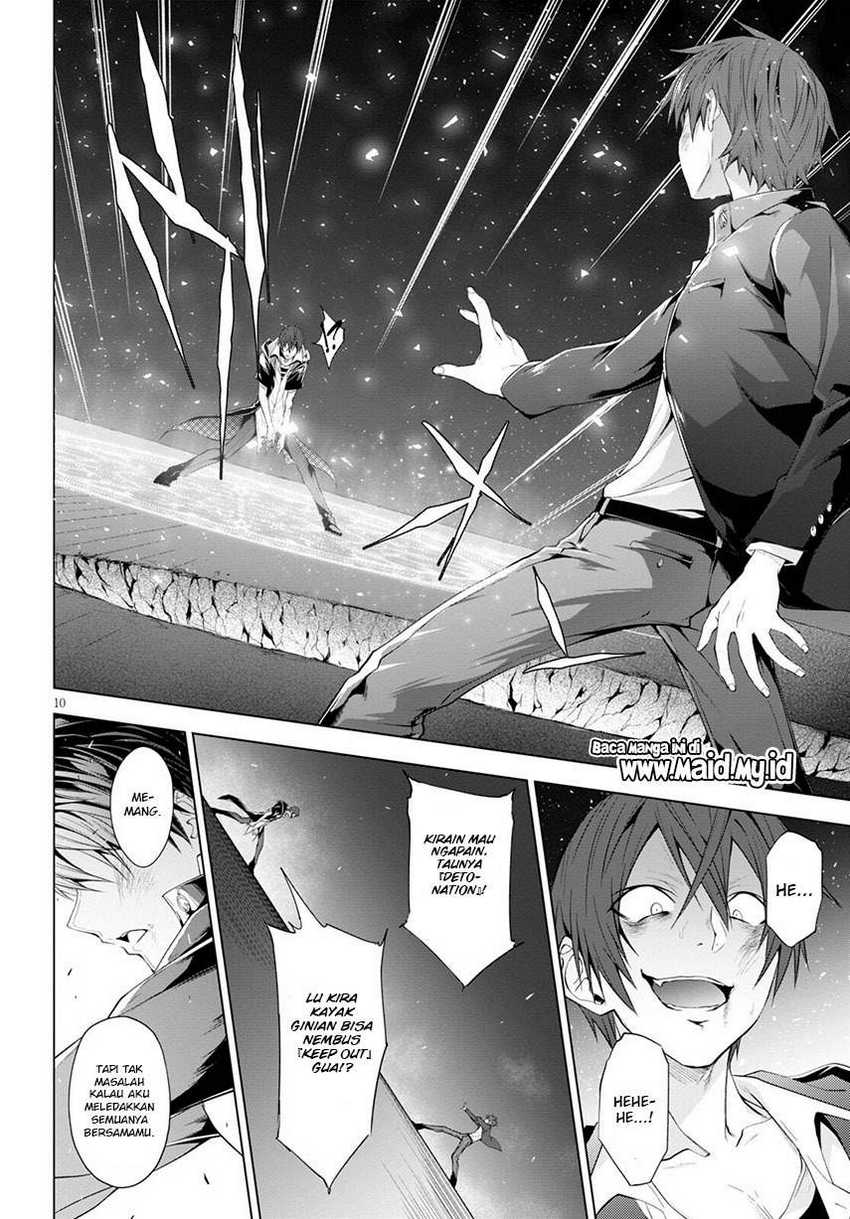 !?
10
Baca Manga ini di
www.Maid.My.id
HE...
HEHE-
HE...!
KIRAIN MAU
NGAPAIN,
TAUNYA
『DETO-
NATION』!
LU KIRA
KAYAK
GINIAN BISA
NEMBUS
『KEEP OUT』
GUA!?
ME-
MANG.
TAPI TAK
MASALAH
KALAU AKU
MELEDAKKAN
SEMUANYA
BERSAMAMU.